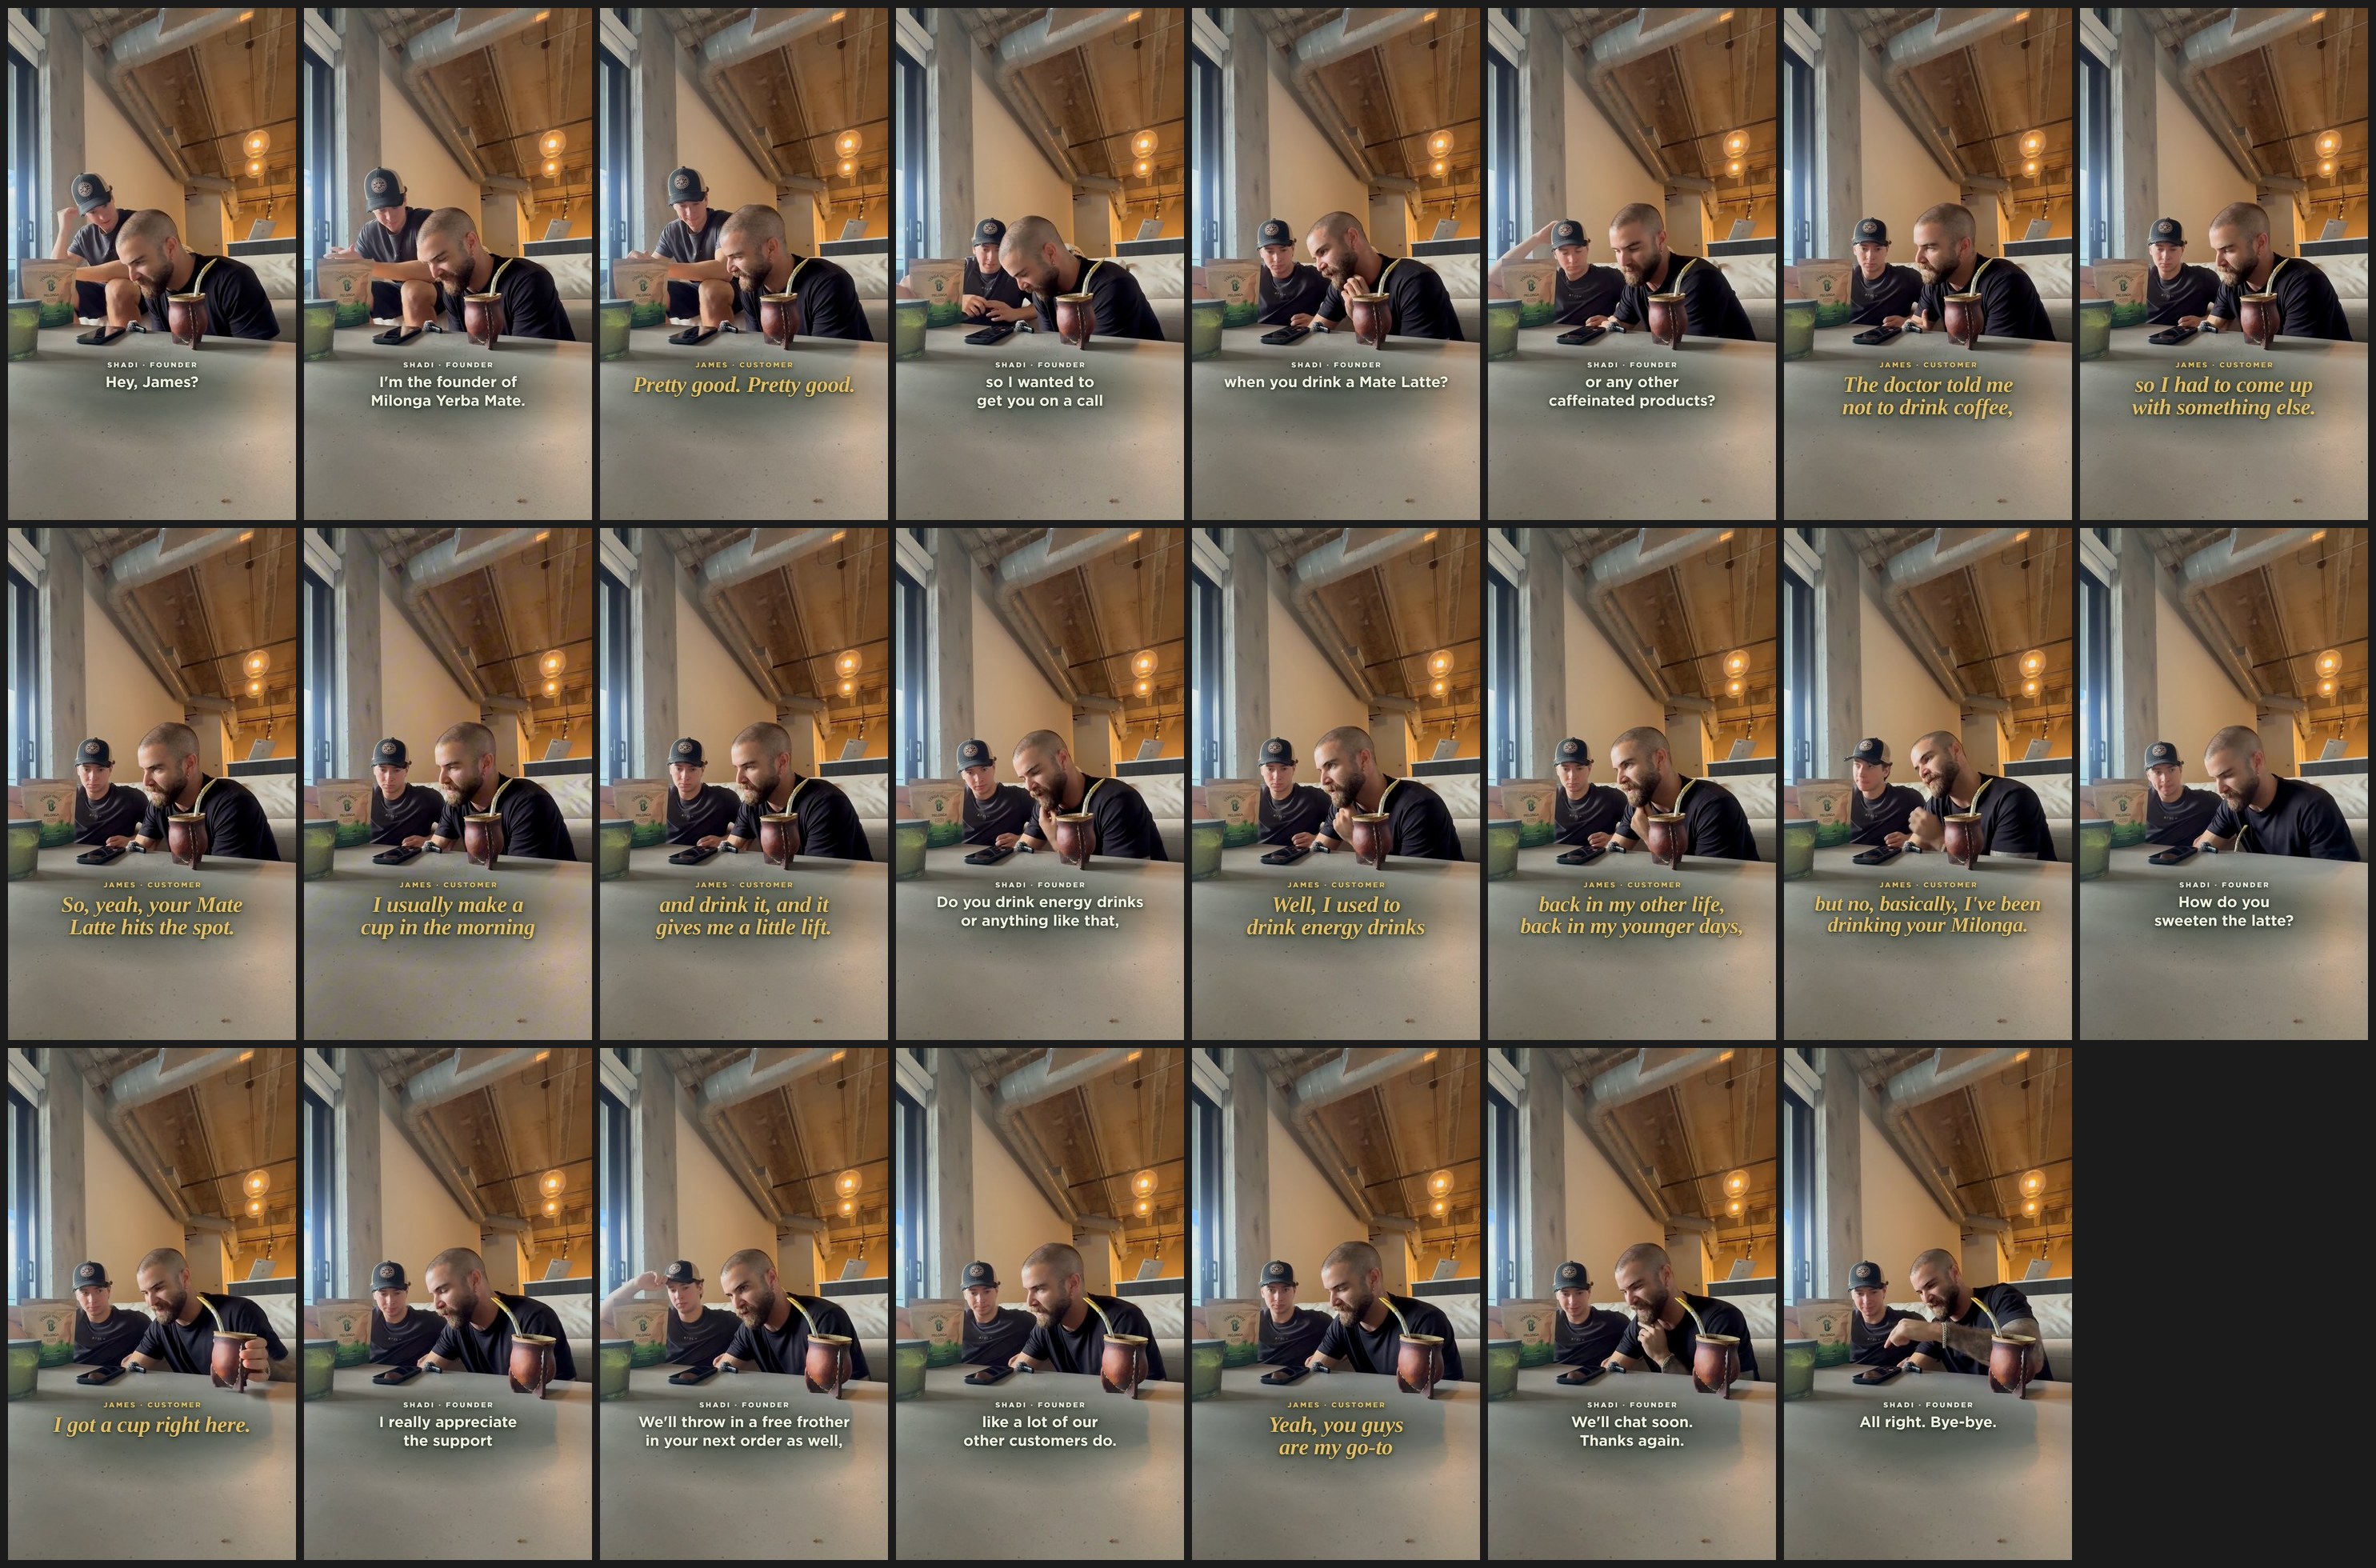 SHADI · FOUNDER
Hey, James?
SHADI · FOUNDER
I'm the founder of
Milonga Yerba Mate.
JAMES · CUSTOMER
Pretty good. Pretty good.
SHADI · FOUNDER
so I wanted to
get you on a call
SHADI · FOUNDER
when you drink a Mate Latte?
SHADI · FOUNDER
or any other
caffeinated products?
JAMES · CUSTOMER
The doctor told me
not to drink coffee,
JAMES · CUSTOMER
so I had to come up
with something else.
JAMES · CUSTOMER
So, yeah, your Mate
Latte hits the spot.
JAMES · CUSTOMER
I usually make a
cup in the morning
JAMES · CUSTOMER
and drink it, and it
gives me a little lift.
SHADI · FOUNDER
Do you drink energy drinks
or anything like that,
JAMES · CUSTOMER
Well, I used to
drink energy drinks
JAMES · CUSTOMER
back in my other life,
back in my younger days,
JAMES · CUSTOMER
but no, basically, I've been
drinking your Milonga.
SHADI · FOUNDER
How do you
sweeten the latte?
JAMES · CUSTOMER
I got a cup right here.
SHADI · FOUNDER
I really appreciate
the support
SHADI · FOUNDER
We'll throw in a free frother
in your next order as well,
SHADI · FOUNDER
like a lot of our
other customers do.
JAMES · CUSTOMER
Yeah, you guys
are my go-to
SHADI · FOUNDER
We'll chat soon.
Thanks again.
SHADI · FOUNDER
All right. Bye-bye.